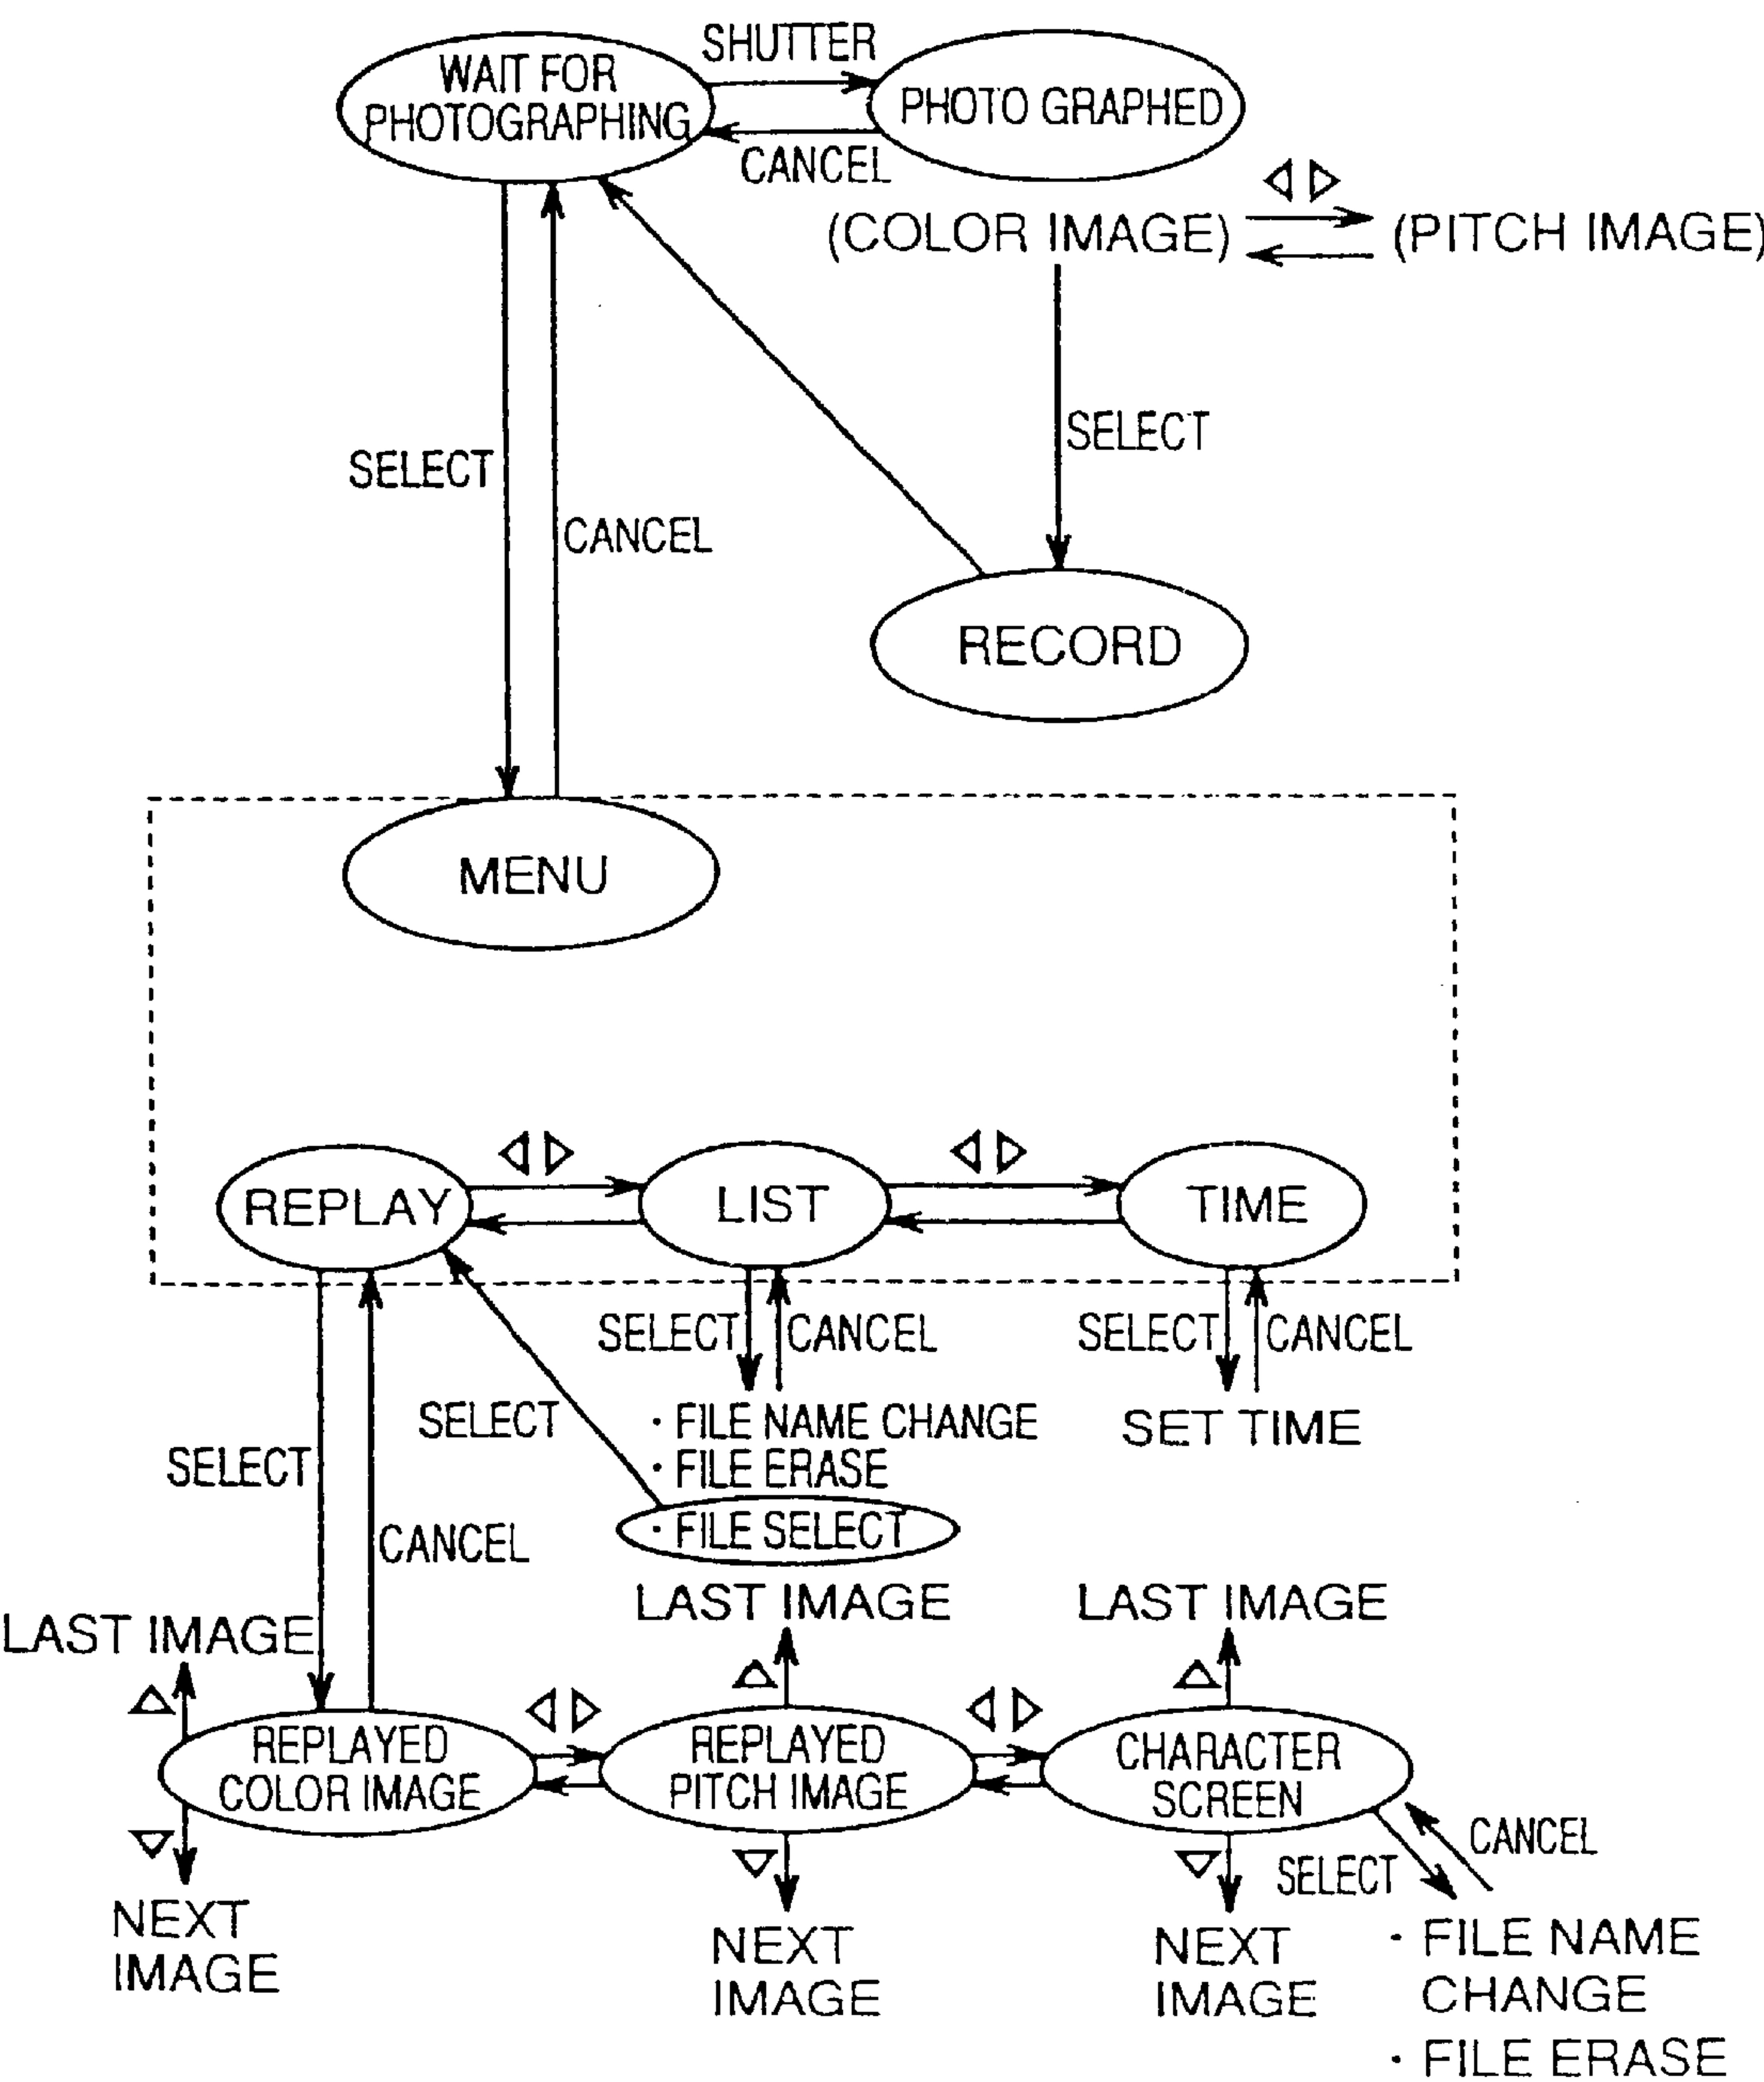 SHUTTER
WAIT FOR
PHOTOGRAPHING
PHOTO GRAPHED
CANCEL
(COLOR IMAGE)
(PITCH IMAGE)
SELECT
SELECT
CANCEL
RECORD
MENU
REPLAY
LIST
TIME
SELECT
CANCEL
SELECT
CANCEL
SELECT
· FILE NAME CHANGE
SET TIME
SELECT
· FILE ERASE
CANCEL
· FILE SELECT
LAST IMAGE
LAST IMAGE
LAST IMAGE
REPLAYED
COLOR IMAGE
REPLAYED
PITCH IMAGE
CHARACTER
SCREEN
CANCEL
SELECT
NEXT
IMAGE
NEXT
IMAGE
NEXT
IMAGE
· FILE NAME
CHANGE
· FILE ERASE